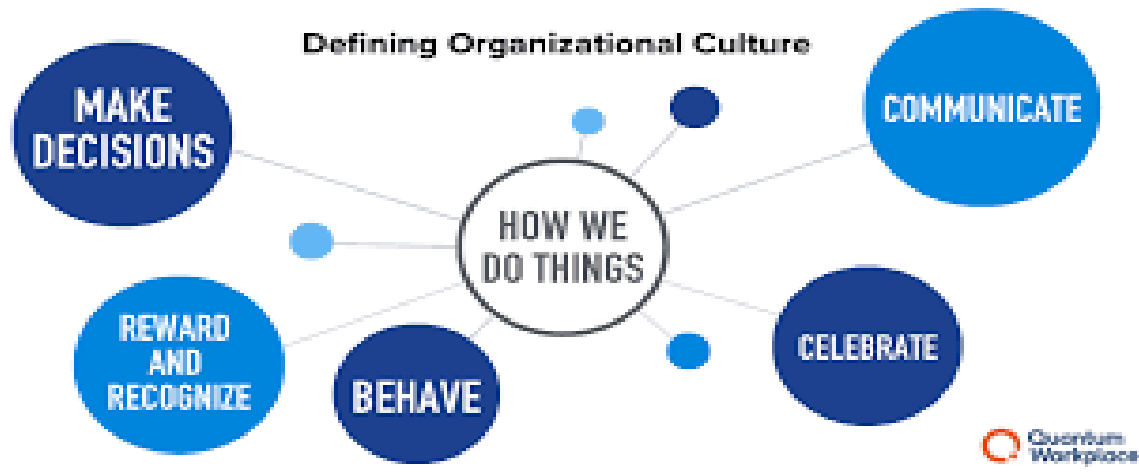 Defining Organizational Culture
MAKE
DECISIONS
COMMUNICATE
HOW WE
DO THINGS
REWARD
AND
RECOGNIZE
BEHAVE
CELEBRATE
Quantum
Workplace